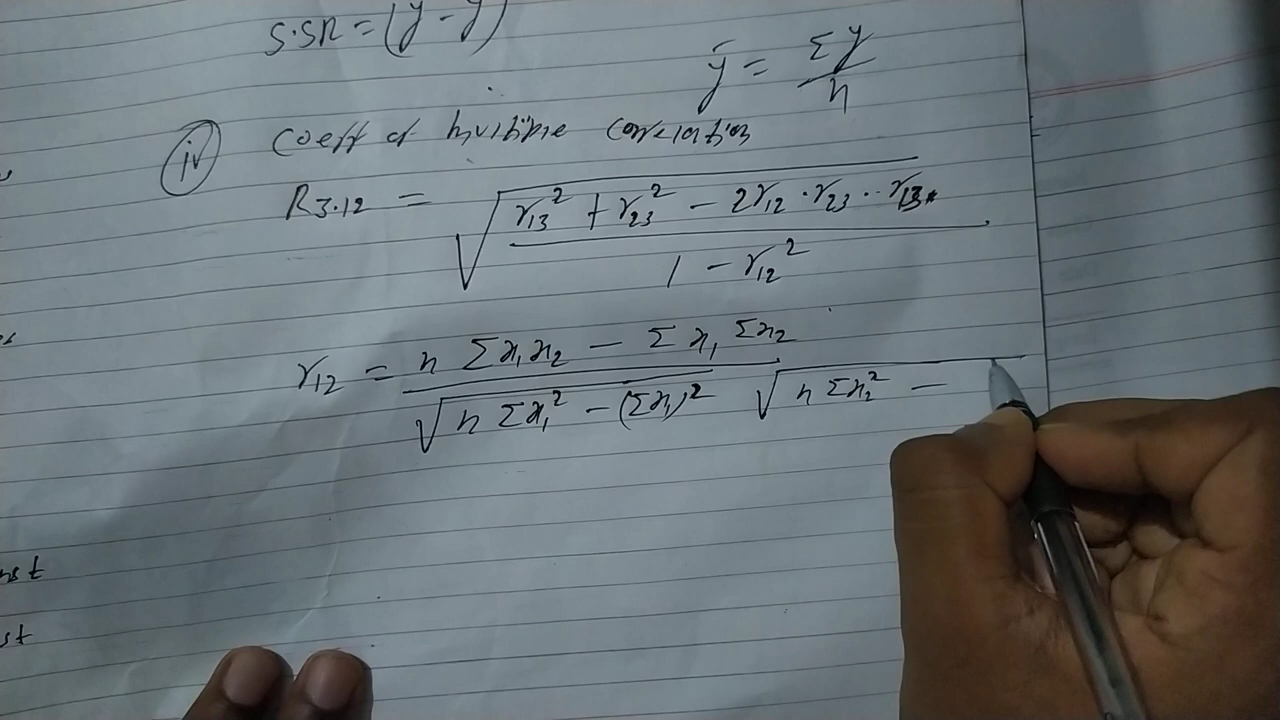 S.SR = (y - y)
ȳ = Σy / n
(iv) Coeff of multiple correlation
R3.12 = √((r13² + r23² - 2r12 · r23 · r13) / (1 - r12²))
r12 = (n Σx1x2 - Σx1 Σx2) / (√(n Σx1² - (Σx1)²) √(n Σx2² -
st